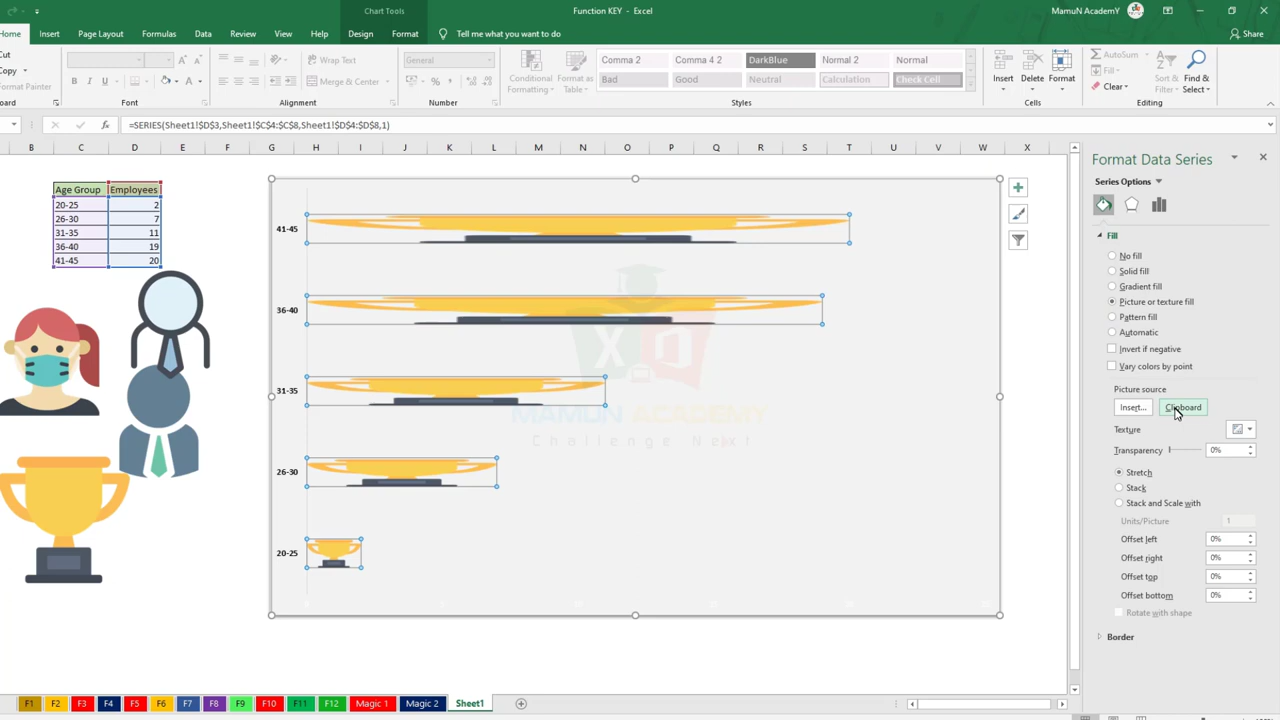 Chart Tools
Function KEY - Excel
MamuN AcademY
Home Insert Page Layout Formulas Data Review View Help Design Format Tell me what you want to do Share
Cut
Copy
Format Painter
Wrap Text
Merge & Center
General
Conditional Formatting
Format as Table
Comma 2 Comma 4 2 DarkBlue Normal 2 Normal
Bad Good Neutral Calculation Check Cell
Insert Delete Format
AutoSum
Fill
Clear
Sort & Filter
Find & Select
Font Alignment Number Styles Cells Editing
=SERIES(Sheet1!$D$3,Sheet1!$C$4:$C$8,Sheet1!$D$4:$D$8,1)
B C D E F G H I J K L M N O P Q R S T U V W X
Age Group Employees
20-25 2
26-30 7
31-35 11
36-40 19
41-45 20
41-45
36-40
31-35
26-30
20-25
X
MAMUN ACADEMY
Challenge Next
Format Data Series
Series Options
Fill
No fill
Solid fill
Gradient fill
Picture or texture fill
Pattern fill
Automatic
Invert if negative
Vary colors by point
Picture source
Insert... Clipboard
Texture
Transparency 0%
Stretch
Stack
Stack and Scale with
Units/Picture 1
Offset left 0%
Offset right 0%
Offset top 0%
Offset bottom 0%
Rotate with shape
Border
F1 F2 F3 F4 F5 F6 F7 F8 F9 F10 F11 F12 Magic 1 Magic 2 Sheet1